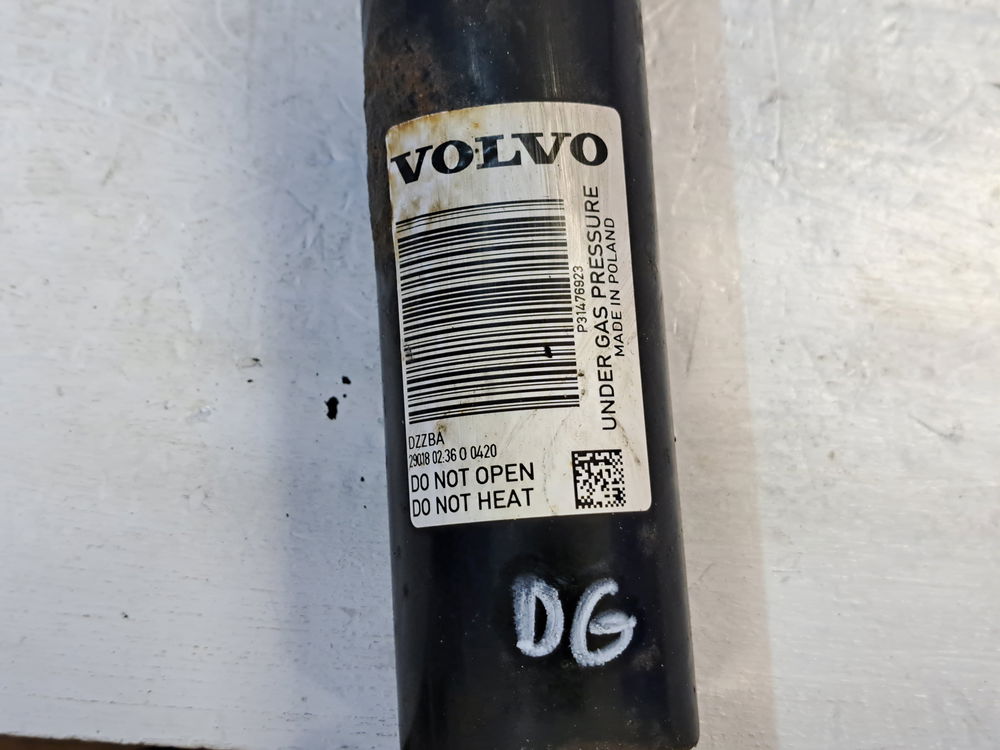 VOLVO
P31476923
UNDER GAS PRESSURE
MADE IN POLAND
DZZBA
29018 02:36 0 0420
DO NOT OPEN
DO NOT HEAT
DG